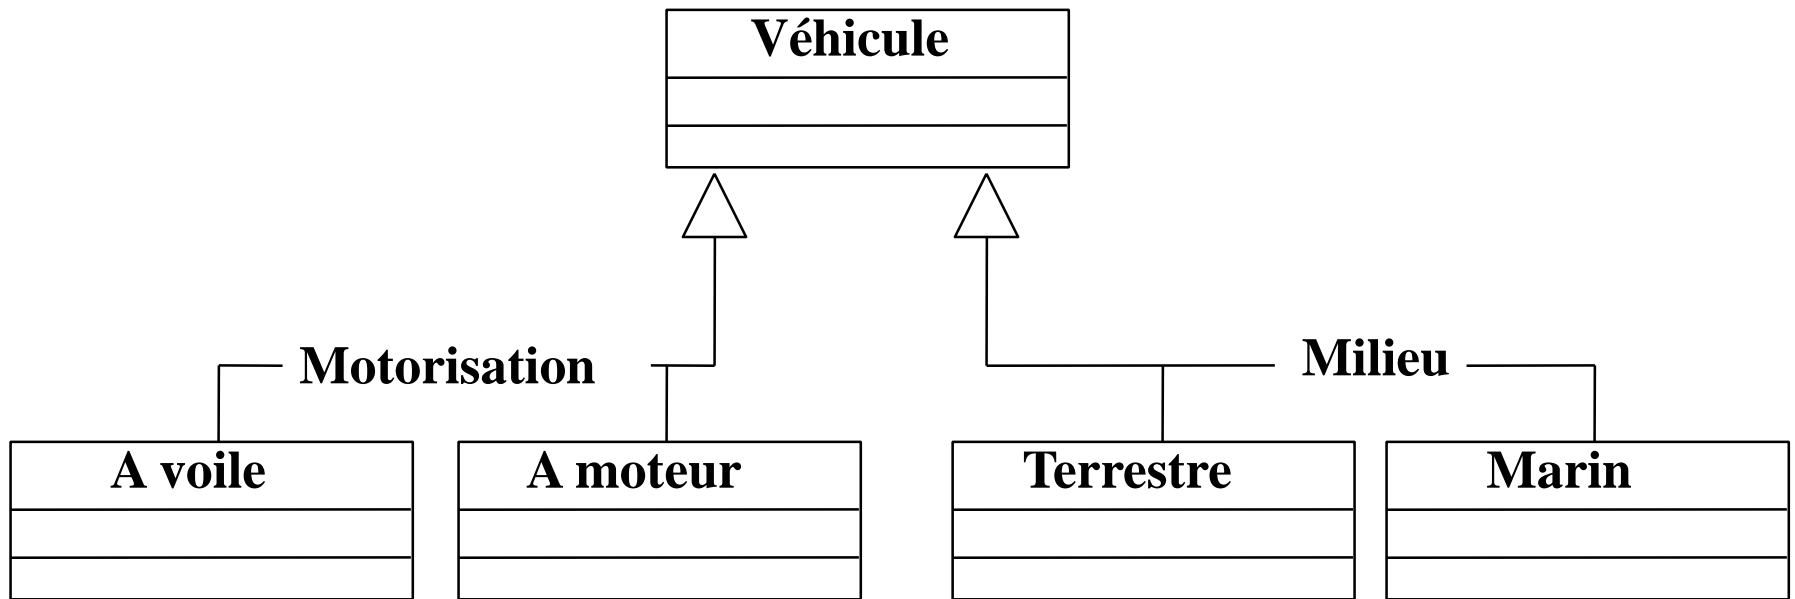 Véhicule
Motorisation
Milieu
A voile
A moteur
Terrestre
Marin